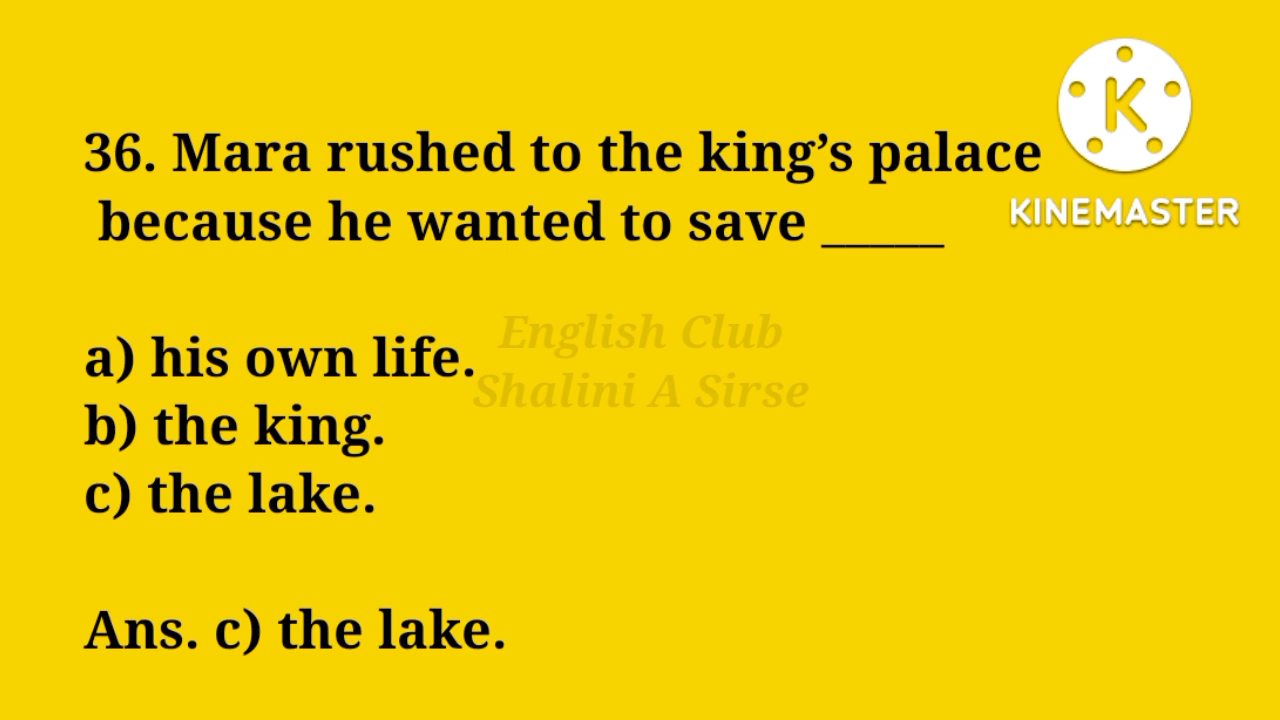 36. Mara rushed to the king’s palace
because he wanted to save _____
K
KINEMASTER
English Club
Shalini A Sirse
a) his own life.
b) the king.
c) the lake.
Ans. c) the lake.